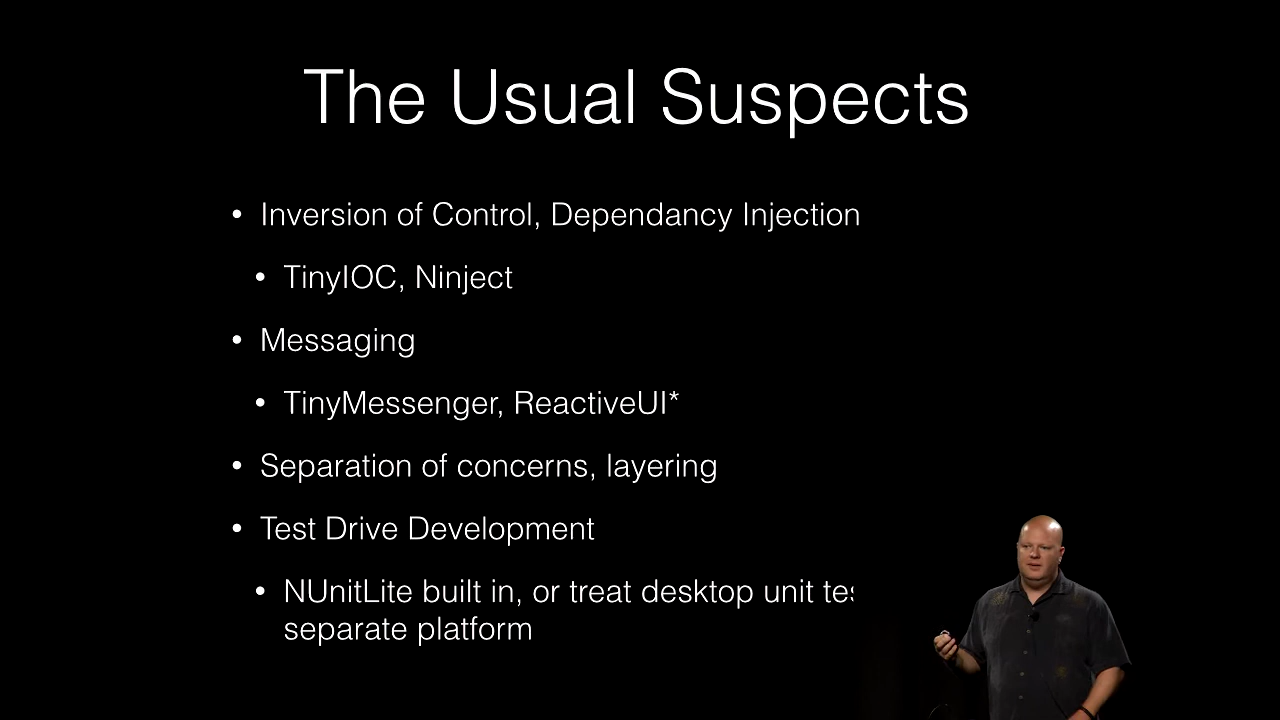 The Usual Suspects
• Inversion of Control, Dependancy Injection
• TinyIOC, Ninject
• Messaging
• TinyMessenger, ReactiveUI*
• Separation of concerns, layering
• Test Drive Development
• NUnitLite built in, or treat desktop unit
separate platform